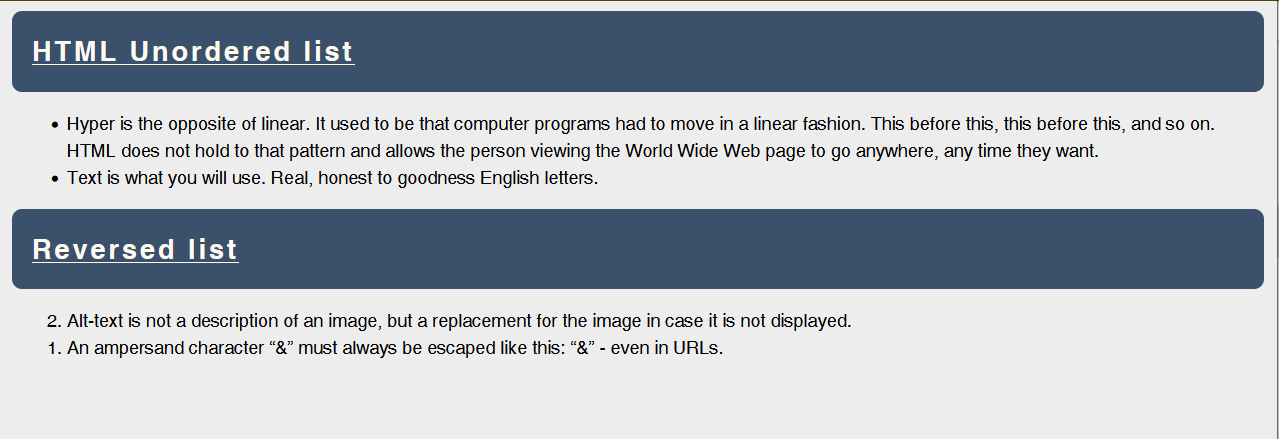 HTML Unordered list
• Hyper is the opposite of linear. It used to be that computer programs had to move in a linear fashion. This before this, this before this, and so on.
HTML does not hold to that pattern and allows the person viewing the World Wide Web page to go anywhere, any time they want.
• Text is what you will use. Real, honest to goodness English letters.
Reversed list
2. Alt-text is not a description of an image, but a replacement for the image in case it is not displayed.
1. An ampersand character “&” must always be escaped like this: “&” - even in URLs.